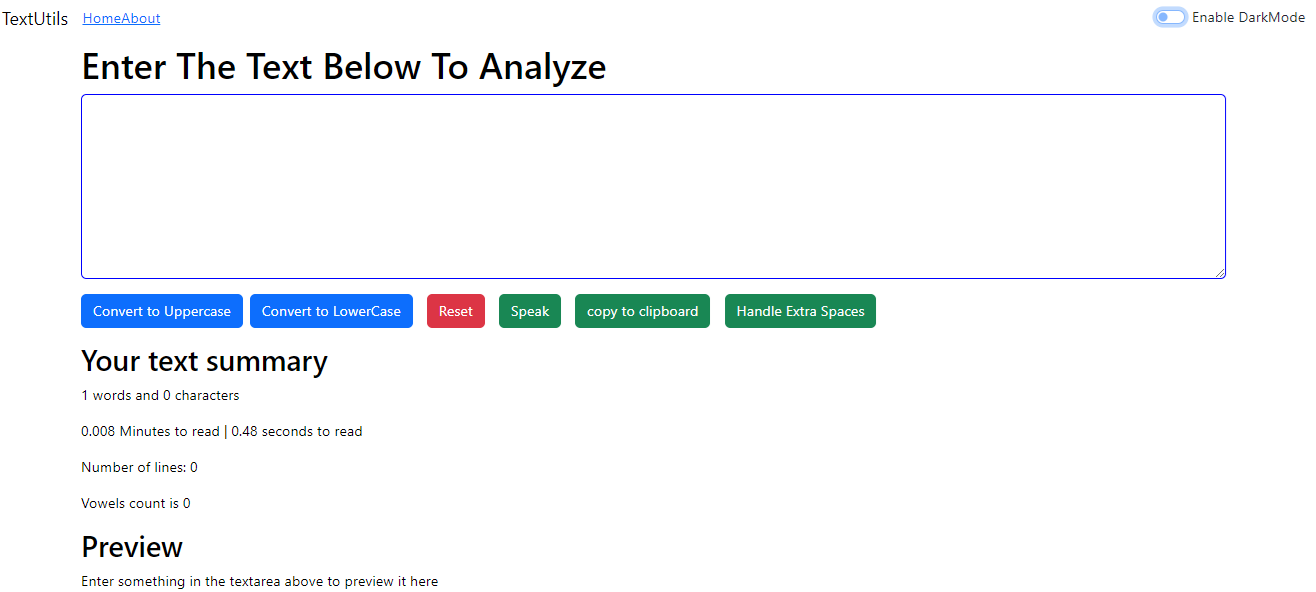 TextUtils HomeAbout Enable DarkMode
Enter The Text Below To Analyze
Convert to Uppercase Convert to LowerCase Reset Speak copy to clipboard Handle Extra Spaces
Your text summary
1 words and 0 characters
0.008 Minutes to read | 0.48 seconds to read
Number of lines: 0
Vowels count is 0
Preview
Enter something in the textarea above to preview it here